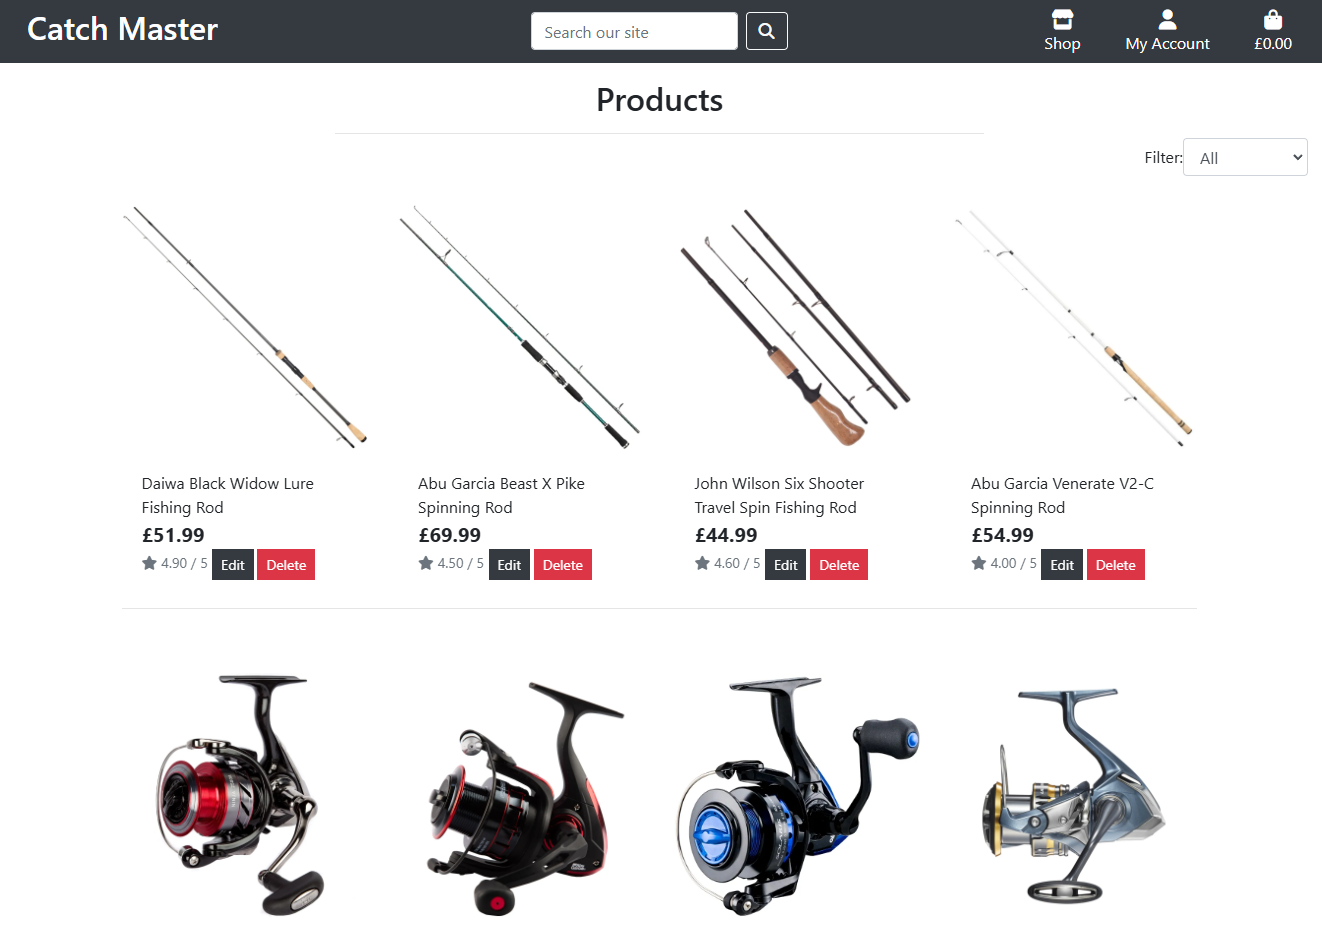 Catch Master
Search our site
Shop
My Account
£0.00
Products
Filter: All
Daiwa Black Widow Lure
Fishing Rod
£51.99
4.90 / 5 Edit Delete
Abu Garcia Beast X Pike
Spinning Rod
£69.99
4.50 / 5 Edit Delete
John Wilson Six Shooter
Travel Spin Fishing Rod
£44.99
4.60 / 5 Edit Delete
Abu Garcia Venerate V2-C
Spinning Rod
£54.99
4.00 / 5 Edit Delete